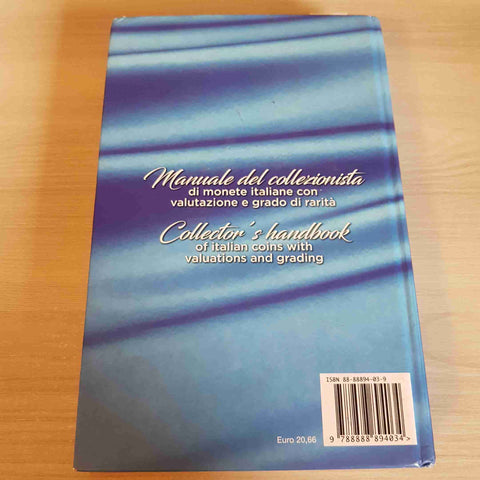 Manuale del collezionista
di monete italiane con
valutazione e grado di rarità
Collector's handbook
of italian coins with
valuations and grading
ISBN 88-88894-03-9
Euro 20,66
9 788888 894034 >